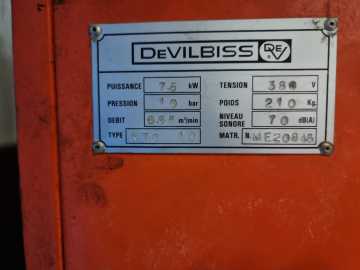 DEVILBISS DEV
PUISSANCE 7.5 kW TENSION 380 V
PRESSION 10 bar POIDS 210 Kg.
DEBIT m³/min NIVEAU SONORE 70 dB(A)
TYPE MATR. N.